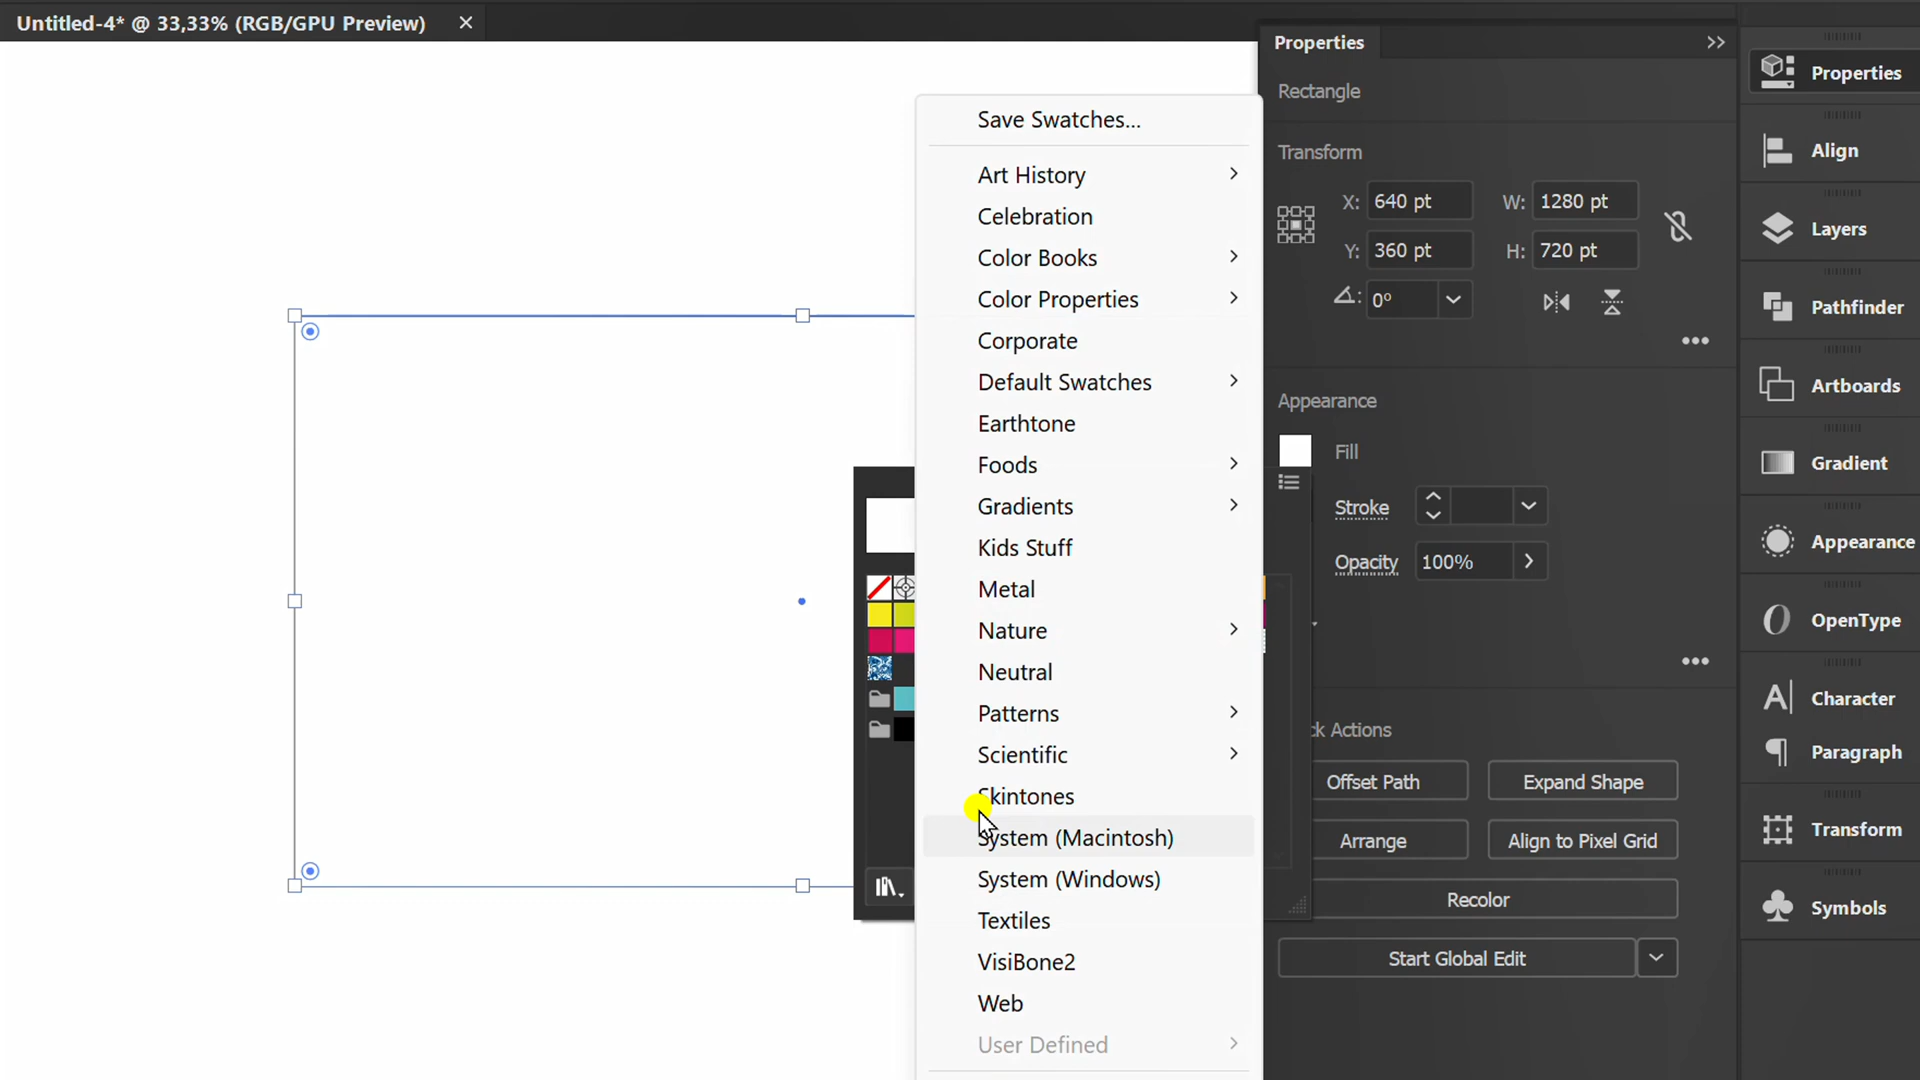 Untitled-4* @ 33,33% (RGB/GPU Preview)
Save Swatches...
Art History
Celebration
Color Books
Color Properties
Corporate
Default Swatches
Earthtone
Foods
Gradients
Kids Stuff
Metal
Nature
Neutral
Patterns
Scientific
Skintones
System (Macintosh)
System (Windows)
Textiles
VisiBone2
Web
User Defined
Properties
Rectangle
Transform
X: 640 pt W: 1280 pt
Y: 360 pt H: 720 pt
0°
Appearance
Fill
Stroke
Opacity 100%
k Actions
Offset Path Expand Shape
Arrange Align to Pixel Grid
Recolor
Start Global Edit
Properties
Align
Layers
Pathfinder
Artboards
Gradient
Appearance
OpenType
Character
Paragraph
Transform
Symbols